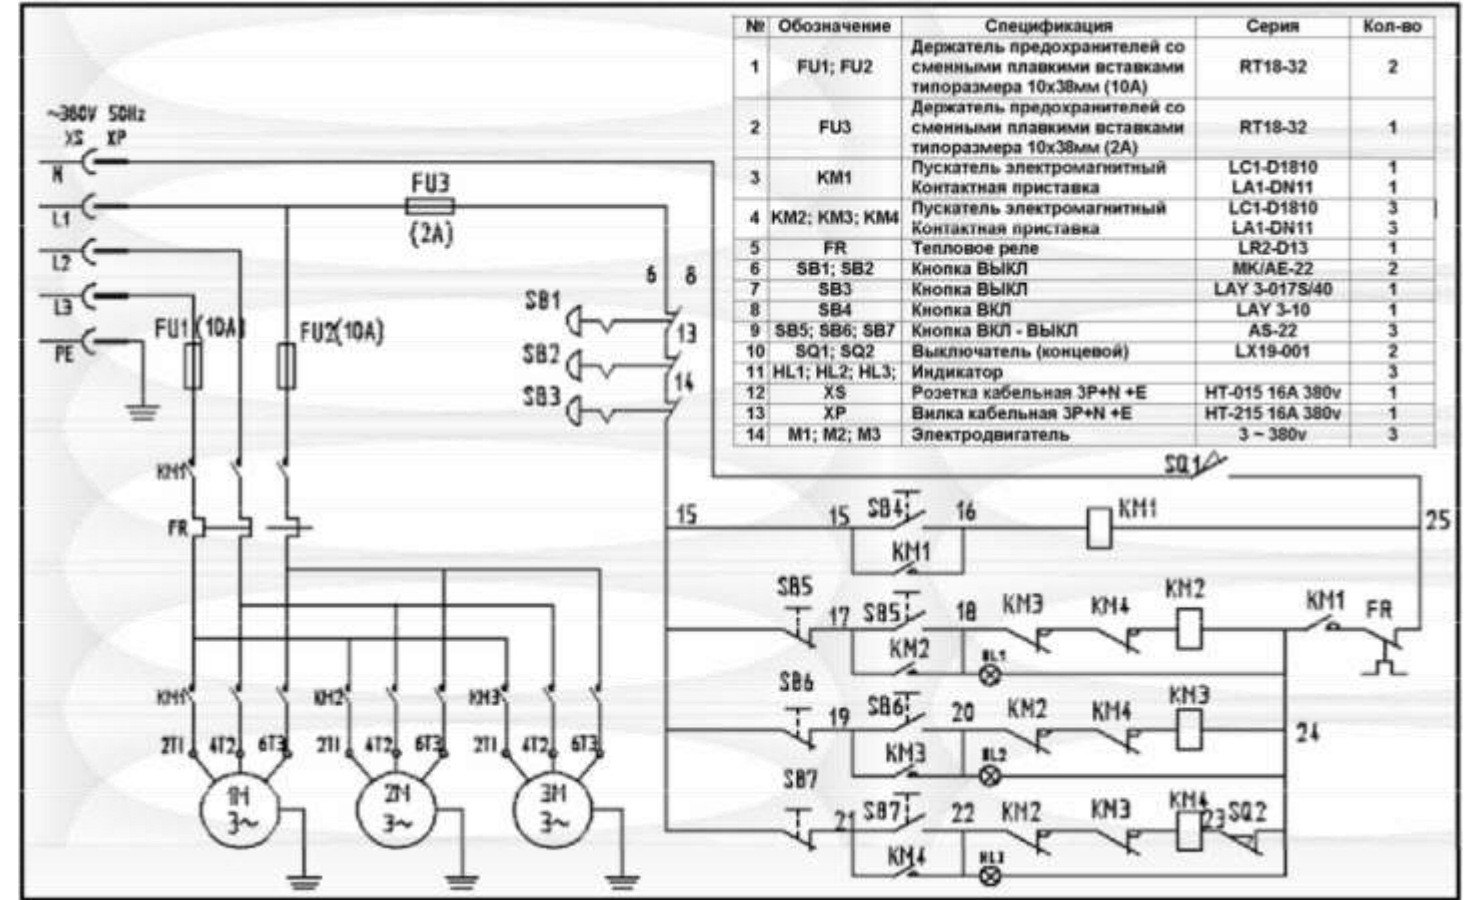 № Обозначение Спецификация Серия Кол-во
Держатель предохранителей со
1 FU1; FU2 сменными плавкими вставками RT18-32 2
типоразмера 10x38мм (10А)
Держатель предохранителей со
2 FU3 сменными плавкими вставками RT18-32 1
типоразмера 10x38мм (2А)
3 KM1 Пускатель электромагнитный LC1-D1810 1
Контактная приставка LA1-DN11 1
4 KM2; KM3; KM4 Пускатель электромагнитный LC1-D1810 3
Контактная приставка LA1-DN11 3
5 FR Тепловое реле LR2-D13 1
6 SB1; SB2 Кнопка ВЫКЛ MK/AE-22 2
7 SB3 Кнопка ВЫКЛ LAY 3-017S/40 1
8 SB4 Кнопка ВКЛ LAY 3-10 1
9 SB5; SB6; SB7 Кнопка ВКЛ - ВЫКЛ AS-22 3
10 SQ1; SQ2 Выключатель (концевой) LX19-001 2
11 HL1; HL2; HL3; Индикатор 3
12 XS Розетка кабельная 3P+N +E HT-015 16A 380v 1
13 XP Вилка кабельная 3P+N +E HT-215 16A 380v 1
14 M1; M2; M3 Электродвигатель 3 ~ 380v 3
~380V 50Hz
XS XP
N
L1
L2
L3
PE
FU3
(2A)
FU1 (10A)
FU2(10A)
6 8
SB1
13
SB2
14
SB3
SQ1
KM1
FR
15 15 SB4 16 KM1 25
KM1
SB5 17 SB5 18 KM3 KM4 KM2 KM1 FR
KM2 HL1
SB6 19 SB6 20 KM2 KM4 KM3 24
KM3 HL2
SB7 21 SB7 22 KM2 KM3 KM4 23 SQ2
KM4 HL3
KM1 KM2 KM3
2T1 4T2 6T3 2T1 4T2 6T3 2T1 4T2 6T3
1M 2M 3M
3~ 3~ 3~